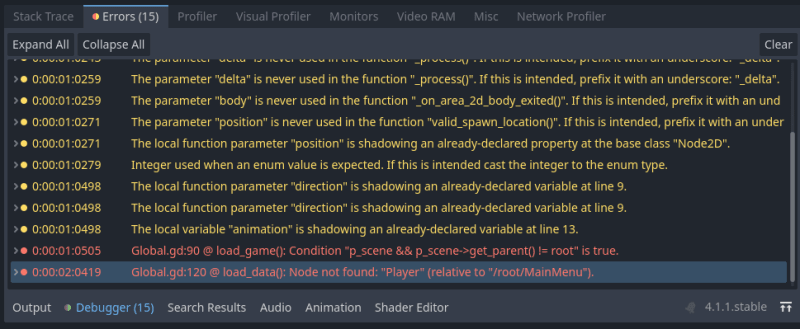 Stack Trace Errors (15) Profiler Visual Profiler Monitors Video RAM Misc Network Profiler
Expand All Collapse All Clear
0:00:01:0245 The parameter "delta" is never used in the function "_process()". If this is intended, prefix it with an underscore: "_delta".
0:00:01:0259 The parameter "delta" is never used in the function "_process()". If this is intended, prefix it with an underscore: "_delta".
0:00:01:0259 The parameter "body" is never used in the function "_on_area_2d_body_exited()". If this is intended, prefix it with an und
0:00:01:0271 The parameter "position" is never used in the function "valid_spawn_location()". If this is intended, prefix it with an under
0:00:01:0271 The local function parameter "position" is shadowing an already-declared property at the base class "Node2D".
0:00:01:0279 Integer used when an enum value is expected. If this is intended cast the integer to the enum type.
0:00:01:0498 The local function parameter "direction" is shadowing an already-declared variable at line 9.
0:00:01:0498 The local function parameter "direction" is shadowing an already-declared variable at line 9.
0:00:01:0498 The local variable "animation" is shadowing an already-declared variable at line 13.
0:00:01:0505 Global.gd:90 @ load_game(): Condition "p_scene && p_scene->get_parent() != root" is true.
0:00:02:0419 Global.gd:120 @ load_data(): Node not found: "Player" (relative to "/root/MainMenu").
Output Debugger (15) Search Results Audio Animation Shader Editor 4.1.1.stable